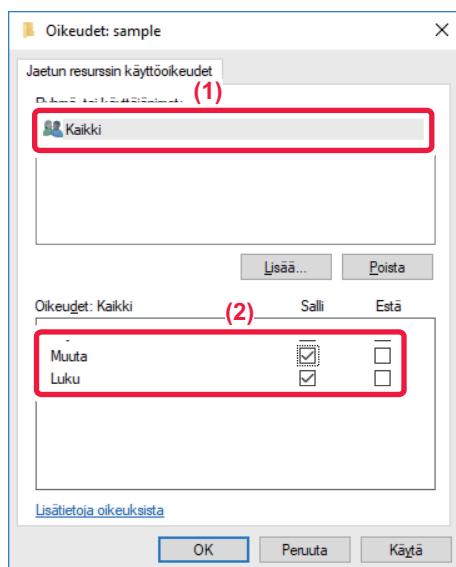 Oikeudet: sample
Jaetun resurssin käyttöoikeudet
(1)
Kaikki
Lisää... Poista
Oikeudet: Kaikki (2) Salli Estä
Muuta
Luku
Lisätietoja oikeuksista
OK Peruuta Käytä